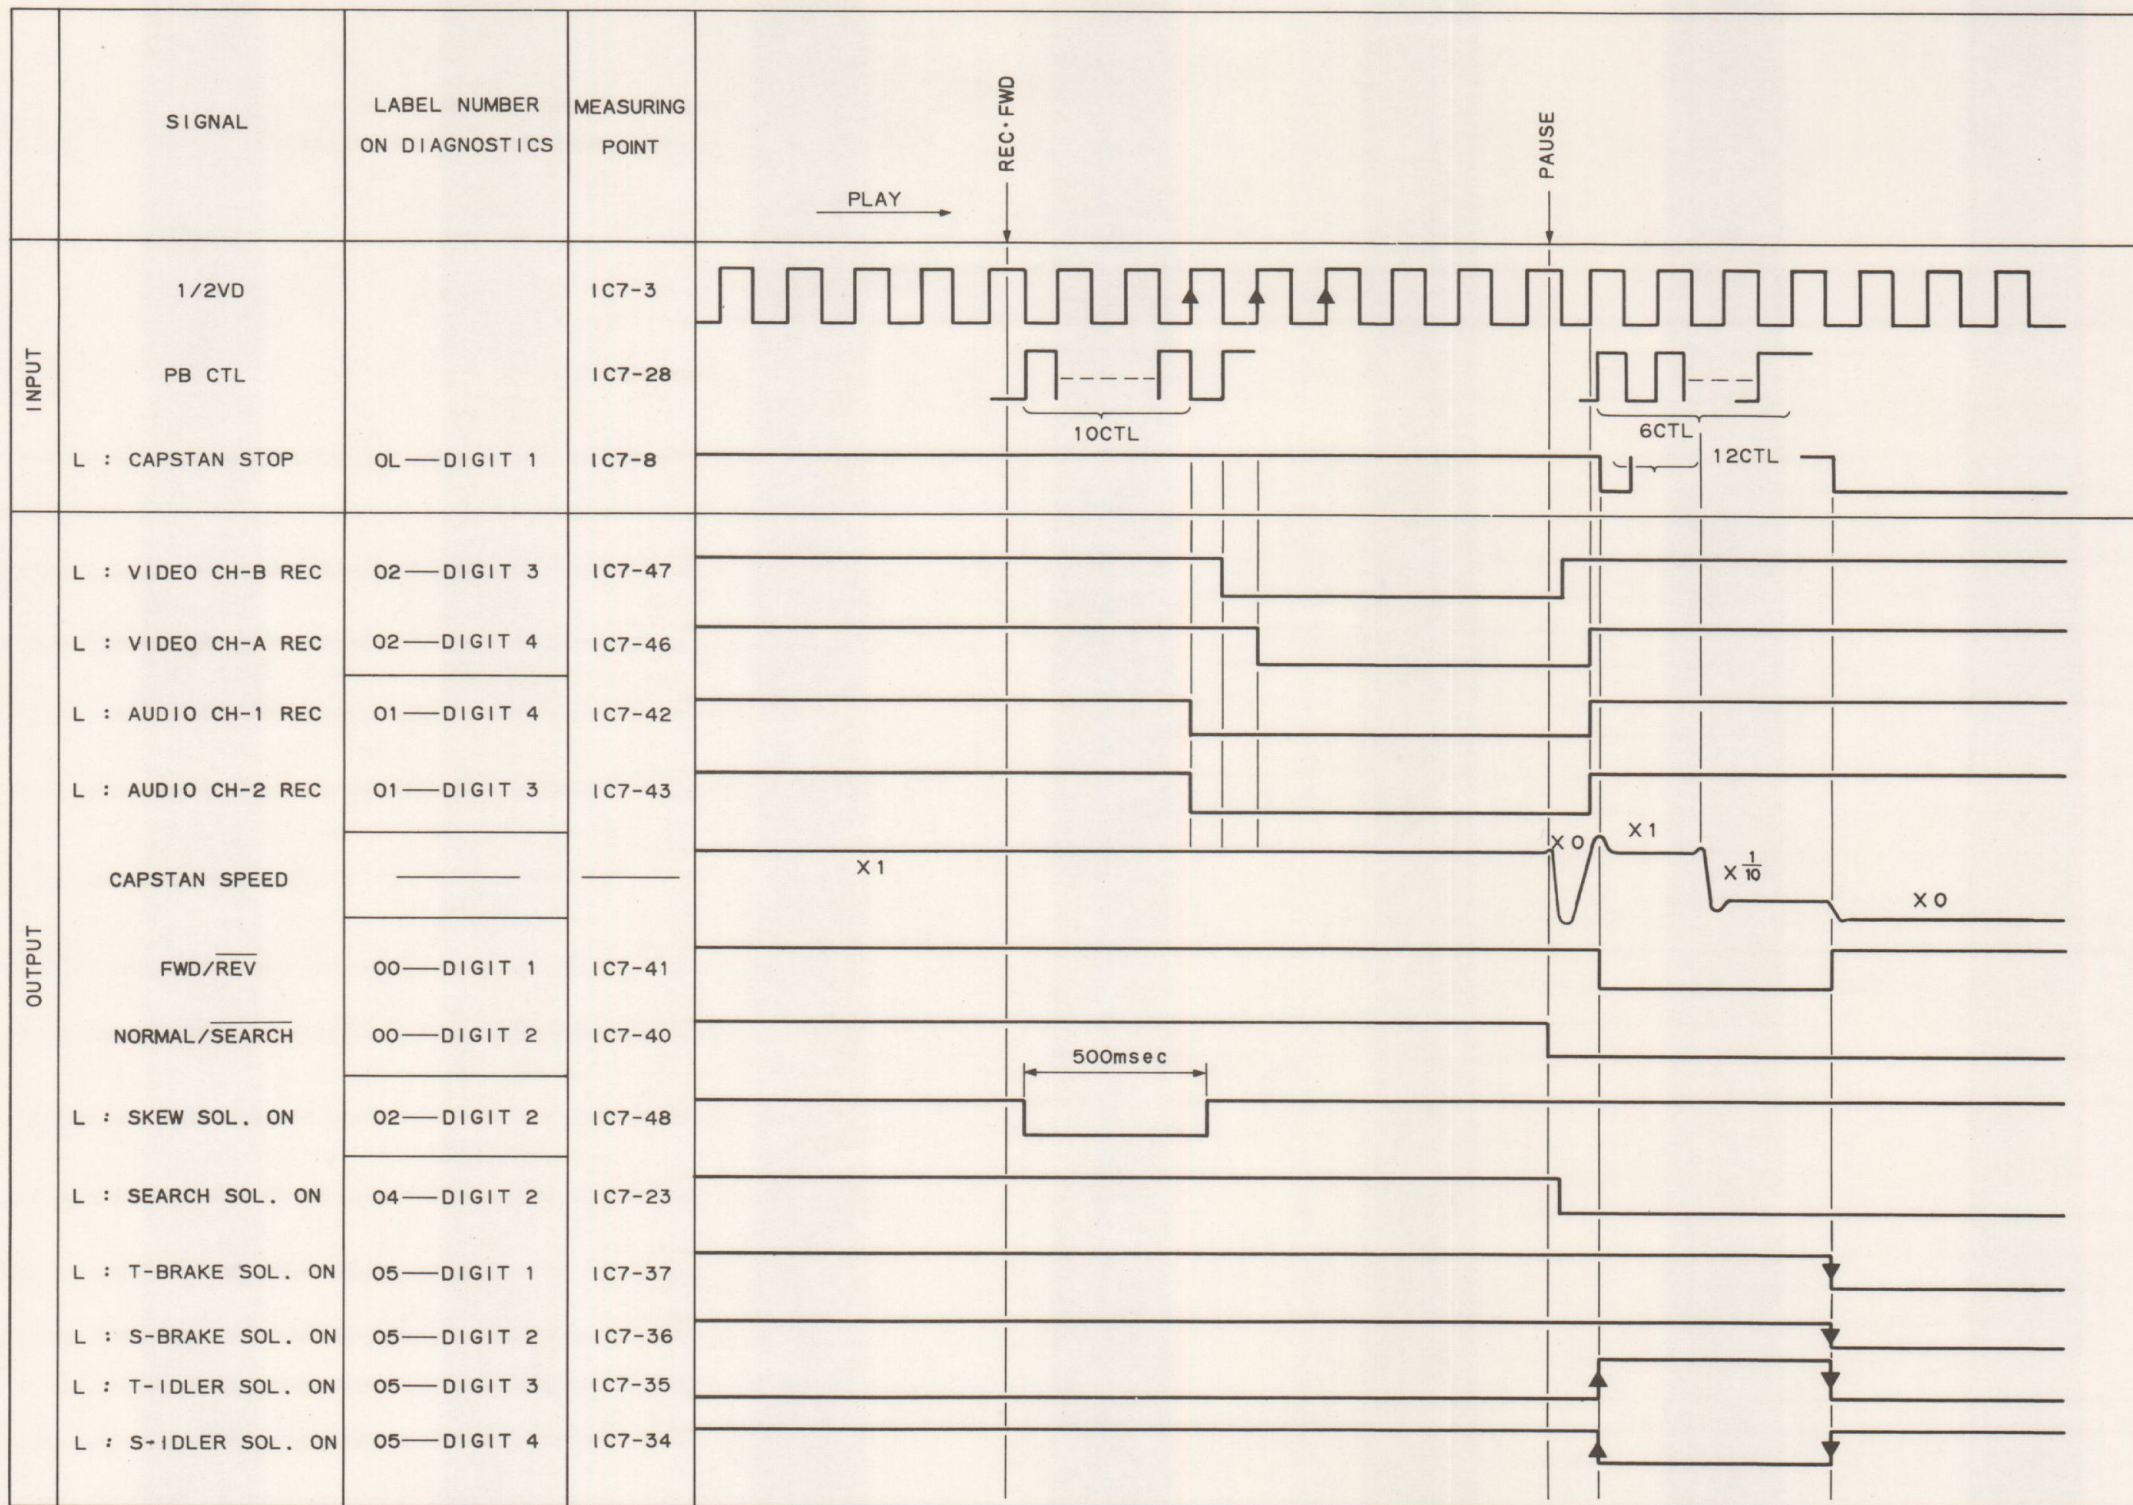 SIGNAL
LABEL NUMBER
ON DIAGNOSTICS
MEASURING
POINT
PLAY
REC·FWD
PAUSE
INPUT
1/2VD IC7-3
PB CTL IC7-28
10CTL
6CTL
12CTL
L : CAPSTAN STOP 0L—DIGIT 1 IC7-8
OUTPUT
L : VIDEO CH-B REC 02—DIGIT 3 IC7-47
L : VIDEO CH-A REC 02—DIGIT 4 IC7-46
L : AUDIO CH-1 REC 01—DIGIT 4 IC7-42
L : AUDIO CH-2 REC 01—DIGIT 3 IC7-43
CAPSTAN SPEED
X1
X0
X1
X 1/10
X0
FWD/REV 00—DIGIT 1 IC7-41
NORMAL/SEARCH 00—DIGIT 2 IC7-40
500msec
L : SKEW SOL. ON 02—DIGIT 2 IC7-48
L : SEARCH SOL. ON 04—DIGIT 2 IC7-23
L : T-BRAKE SOL. ON 05—DIGIT 1 IC7-37
L : S-BRAKE SOL. ON 05—DIGIT 2 IC7-36
L : T-IDLER SOL. ON 05—DIGIT 3 IC7-35
L : S-IDLER SOL. ON 05—DIGIT 4 IC7-34